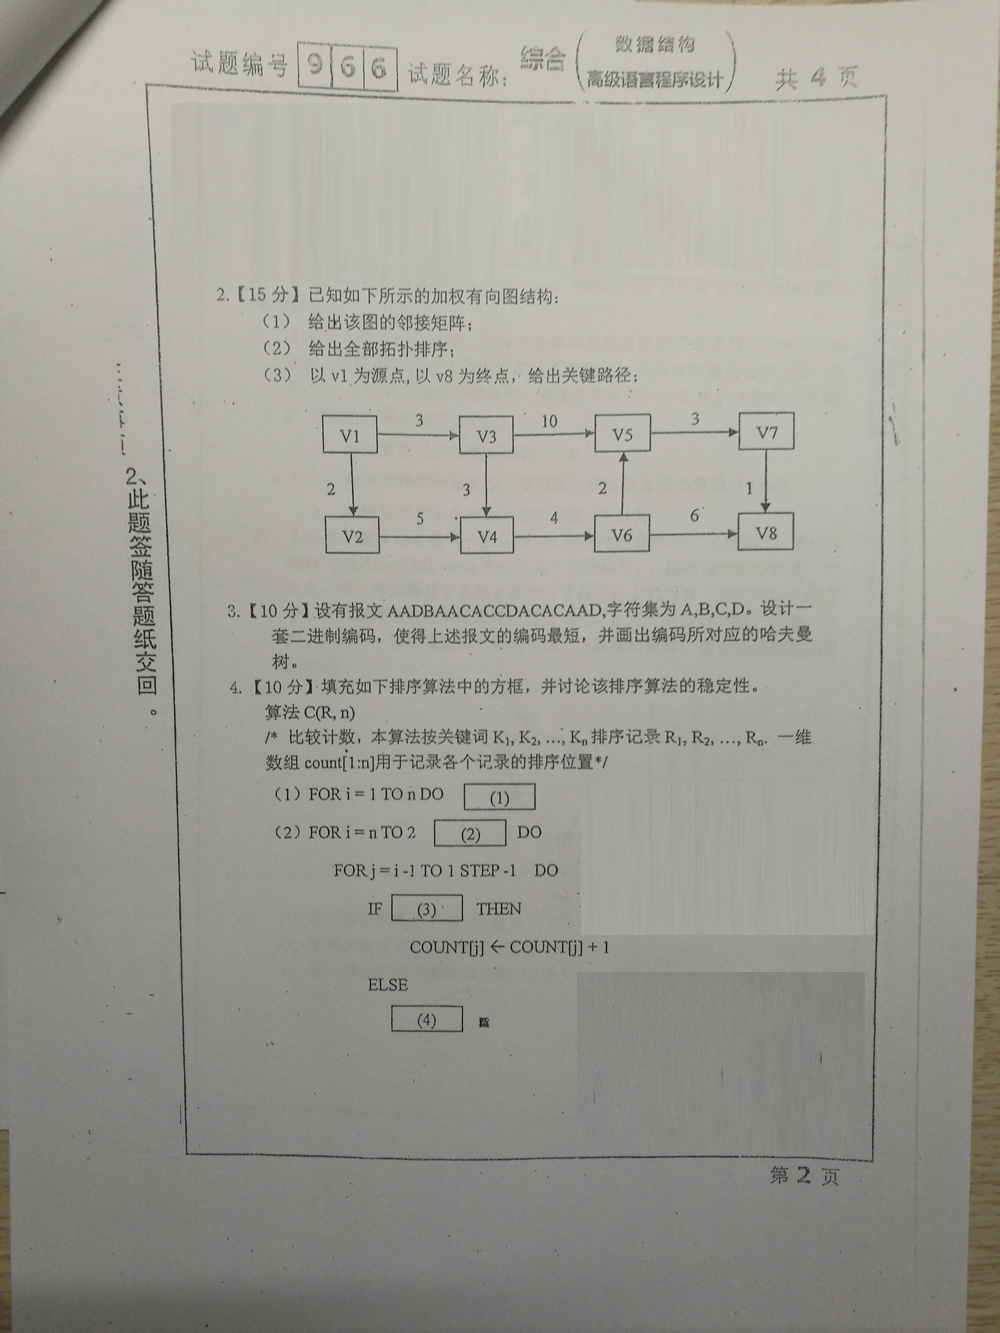 试题编号 966 试题名称: 综合 (数据结构 高级语言程序设计) 共 4 页
2.【15 分】已知如下所示的加权有向图结构:
(1) 给出该图的邻接矩阵;
(2) 给出全部拓扑排序;
(3) 以 v1 为源点,以 v8 为终点，给出关键路径;
V1 3 V3 10 V5 3 V7
2 3 2 1
V2 5 V4 4 V6 6 V8
3.【10 分】设有报文 AADBAACACCDACACAAD,字符集为 A,B,C,D。设计一
套二进制编码，使得上述报文的编码最短，并画出编码所对应的哈夫曼
树。
4.【10 分】填充如下排序算法中的方框，并讨论该排序算法的稳定性。
算法 C(R, n)
/* 比较计数，本算法按关键词 K1, K2, …, Kn 排序记录 R1, R2, …, Rn. 一维
数组 count[1:n]用于记录各个记录的排序位置*/
(1) FOR i = 1 TO n DO (1)
(2) FOR i = n TO 2 (2) DO
FOR j = i -1 TO 1 STEP -1 DO
IF (3) THEN
COUNT[j] ← COUNT[j] + 1
ELSE
(4)
2、此题签随答题纸交回。
第 2 页